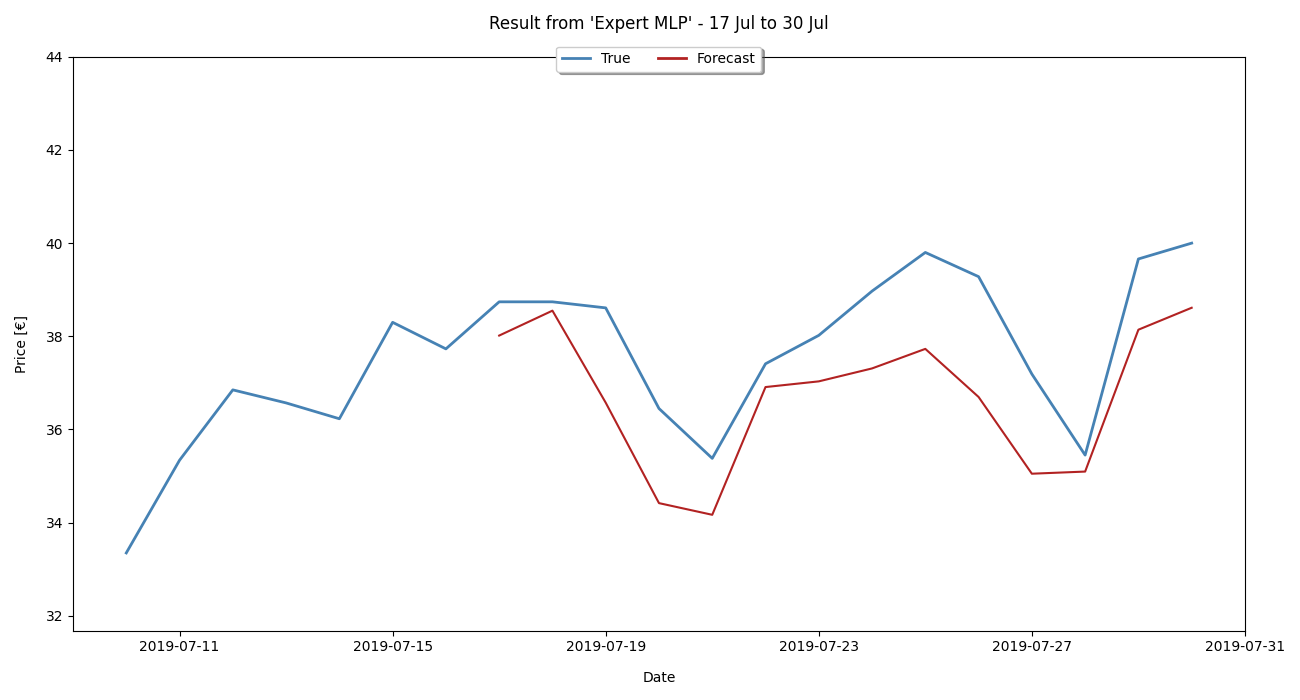 Result from 'Expert MLP' - 17 Jul to 30 Jul
True Forecast
44
42
40
38
36
34
32
Price [€]
2019-07-11 2019-07-15 2019-07-19 2019-07-23 2019-07-27 2019-07-31
Date